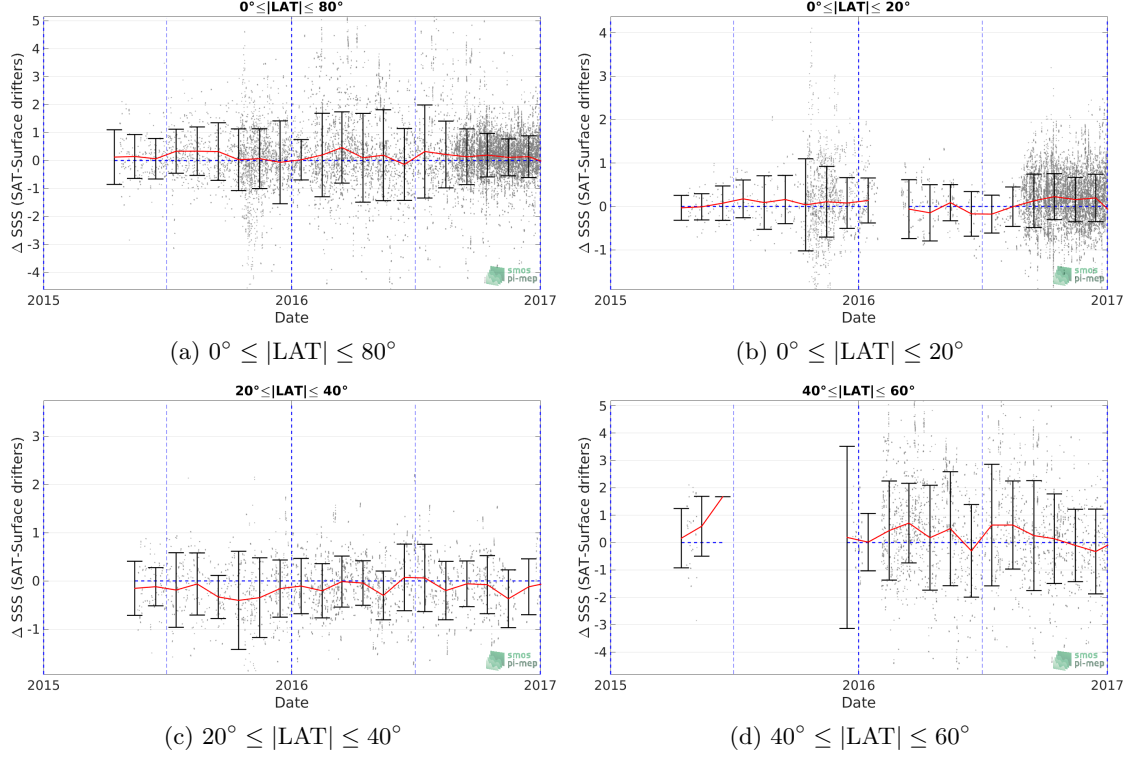 0°≤|LAT|≤ 80°
Δ SSS (SAT-Surface drifters)
5
4
3
2
1
0
-1
-2
-3
-4
2015
2016
2017
Date
smos
pi-mep
(a) 0° ≤ |LAT| ≤ 80°
0°≤|LAT|≤ 20°
Δ SSS (SAT-Surface drifters)
4
3
2
1
0
-1
2015
2016
2017
Date
smos
pi-mep
(b) 0° ≤ |LAT| ≤ 20°
20°≤|LAT|≤ 40°
Δ SSS (SAT-Surface drifters)
3
2
1
0
-1
2015
2016
2017
Date
smos
pi-mep
(c) 20° ≤ |LAT| ≤ 40°
40°≤|LAT|≤ 60°
Δ SSS (SAT-Surface drifters)
5
4
3
2
1
0
-1
-2
-3
-4
2015
2016
2017
Date
smos
pi-mep
(d) 40° ≤ |LAT| ≤ 60°